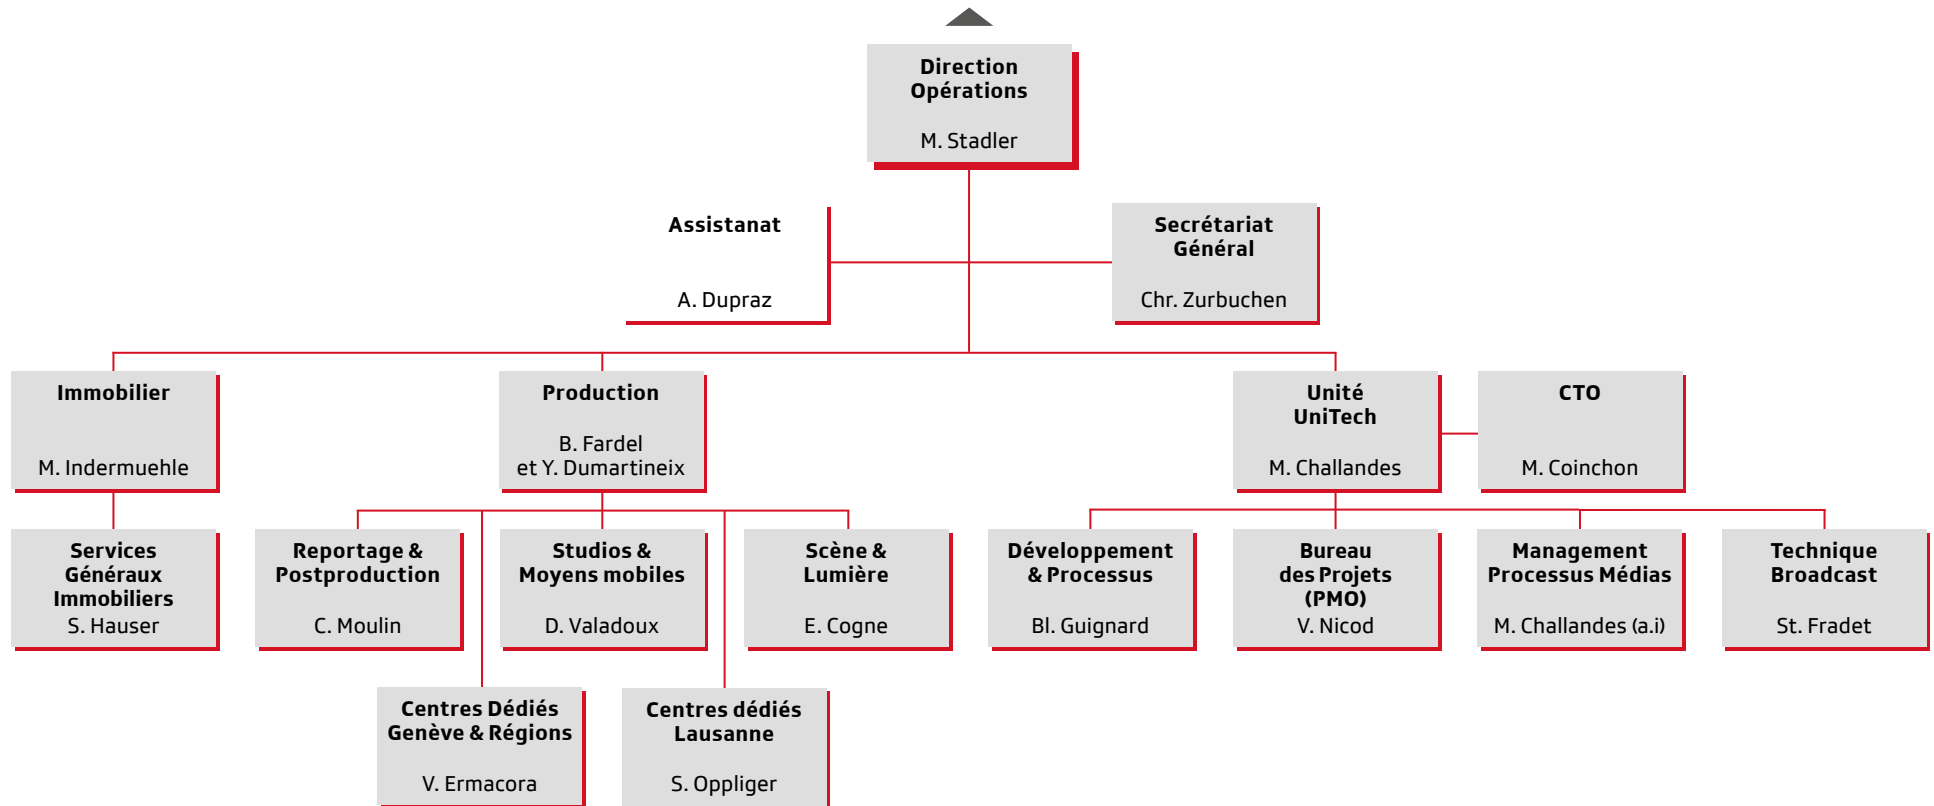 Direction
Opérations
M. Stadler
Assistanat
A. Dupraz
Secrétariat
Général
Chr. Zurbuchen
Immobilier
M. Indermuehle
Production
B. Fardel
et Y. Dumartineix
Unité
UniTech
M. Challandes
CTO
M. Coinchon
Services
Généraux
Immobiliers
S. Hauser
Reportage &
Postproduction
C. Moulin
Studios &
Moyens mobiles
D. Valadoux
Scène &
Lumière
E. Cogne
Développement
& Processus
Bl. Guignard
Bureau
des Projets
(PMO)
V. Nicod
Management
Processus Médias
M. Challandes (a.i)
Technique
Broadcast
St. Fradet
Centres Dédiés
Genève & Régions
V. Ermacora
Centres dédiés
Lausanne
S. Oppliger